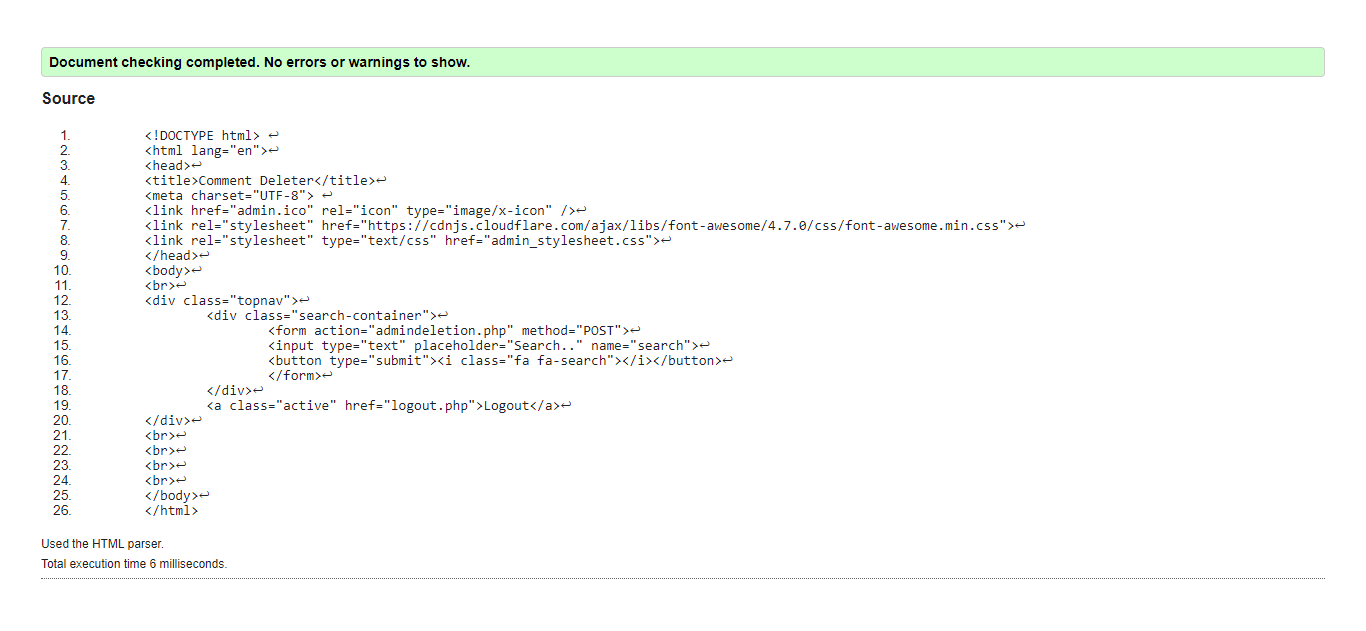 Document checking completed. No errors or warnings to show.
Source
1. <!DOCTYPE html> ↩
2. <html lang="en">↩
3. <head>↩
4. <title>Comment Deleter</title>↩
5. <meta charset="UTF-8"> ↩
6. <link href="admin.ico" rel="icon" type="image/x-icon" />↩
7. <link rel="stylesheet" href="https://cdnjs.cloudflare.com/ajax/libs/font-awesome/4.7.0/css/font-awesome.min.css">↩
8. <link rel="stylesheet" type="text/css" href="admin_stylesheet.css">↩
9. </head>↩
10. <body>↩
11. <br>↩
12. <div class="topnav">↩
13. <div class="search-container">↩
14. <form action="admindeletion.php" method="POST">↩
15. <input type="text" placeholder="Search.." name="search">↩
16. <button type="submit"><i class="fa fa-search"></i></button>↩
17. </form>↩
18. </div>↩
19. <a class="active" href="logout.php">Logout</a>↩
20. </div>↩
21. <br>↩
22. <br>↩
23. <br>↩
24. <br>↩
25. </body>↩
26. </html>
Used the HTML parser.
Total execution time 6 milliseconds.